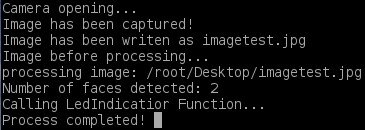 Camera opening...
Image has been captured!
Image has been writen as imagetest.jpg
Image before processing...
processing image: /root/Desktop/imagetest.jpg
Number of faces detected: 2
Calling LedIndicatior Function...
Process completed!